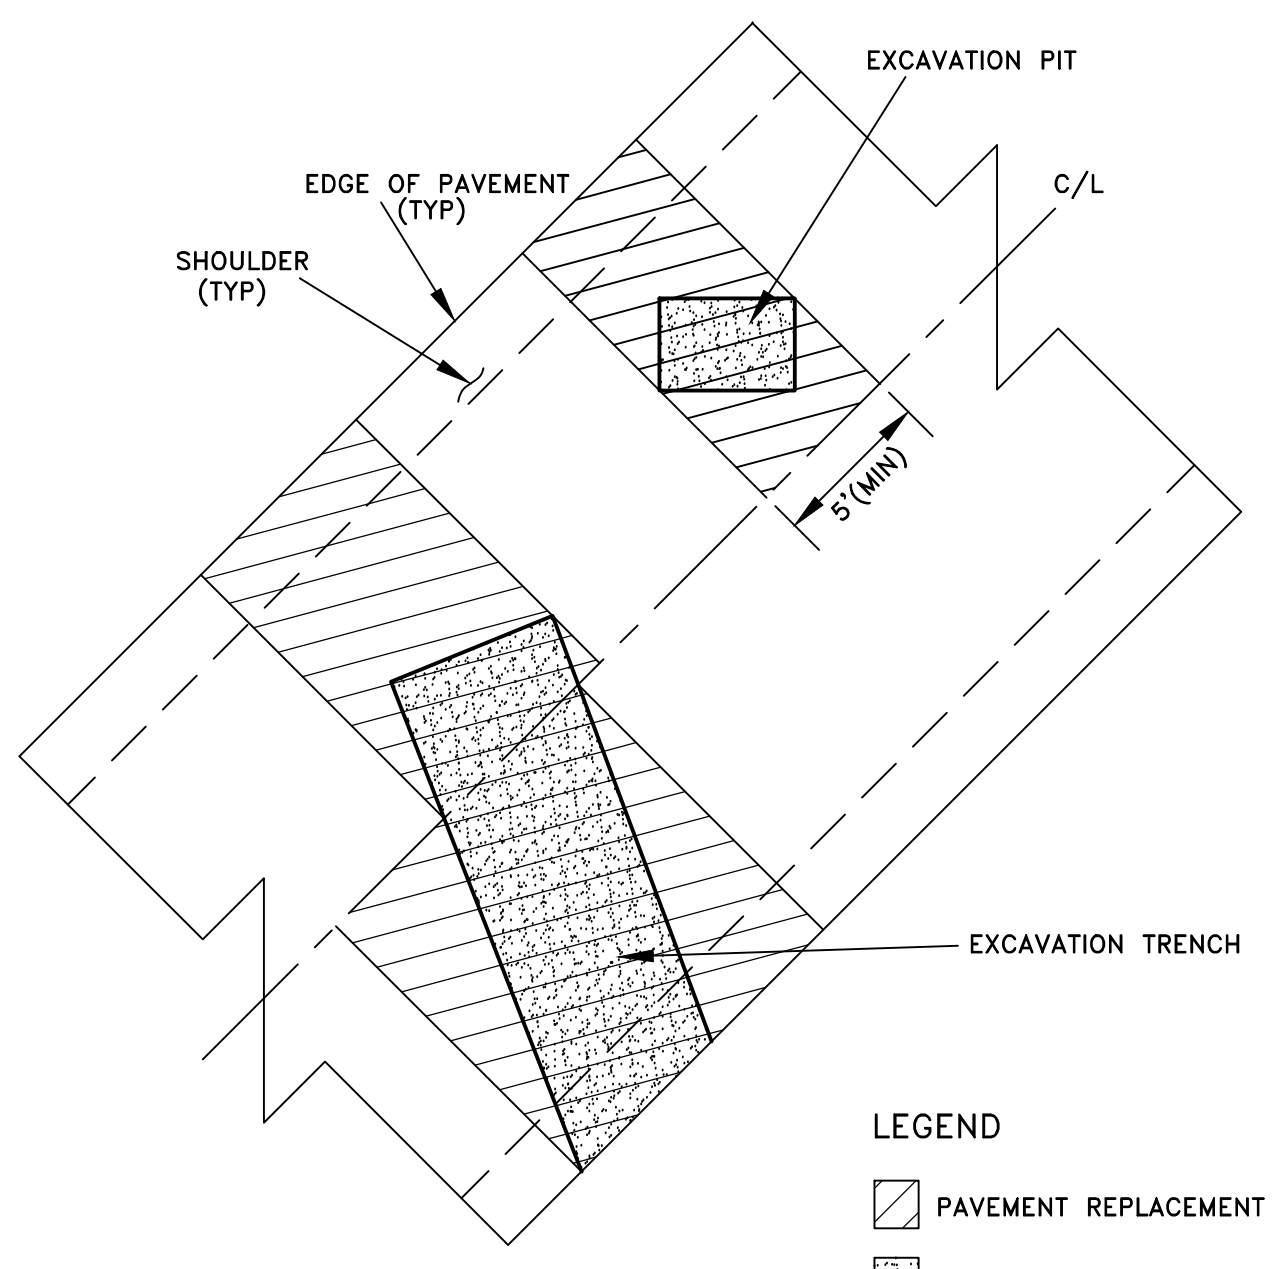 EXCAVATION PIT
EDGE OF PAVEMENT
(TYP)
C/L
SHOULDER
(TYP)
5'(MIN)
EXCAVATION TRENCH
LEGEND
PAVEMENT REPLACEMENT